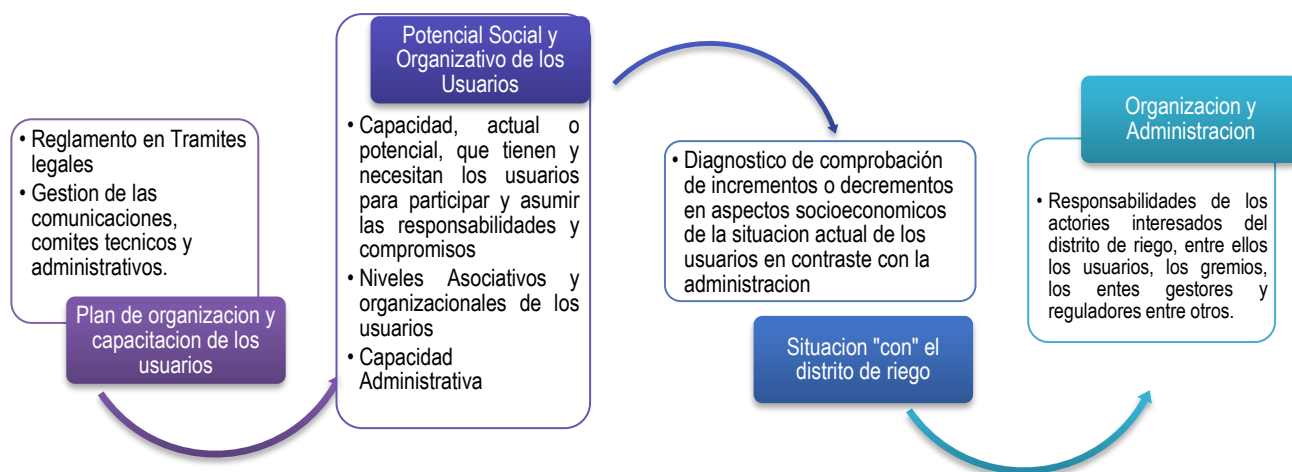 • Reglamento en Tramites
legales
• Gestion de las
comunicaciones,
comites tecnicos y
administrativos.
Plan de organizacion y
capacitacion de los
usuarios
Potencial Social y
Organizativo de los
Usuarios
• Capacidad, actual o
potencial, que tienen y
necesitan los usuarios
para participar y asumir
las responsabilidades y
compromisos
• Niveles Asociativos y
organizacionales de los
usuarios
• Capacidad
Administrativa
• Diagnostico de comprobación
de incrementos o decrementos
en aspectos socioeconomicos
de la situacion actual de los
usuarios en contraste con la
administracion
Situacion "con" el
distrito de riego
Organizacion y
Administracion
• Responsabilidades de los
actories interesados del
distrito de riego, entre ellos
los usuarios, los gremios,
los entes gestores y
reguladores entre otros.